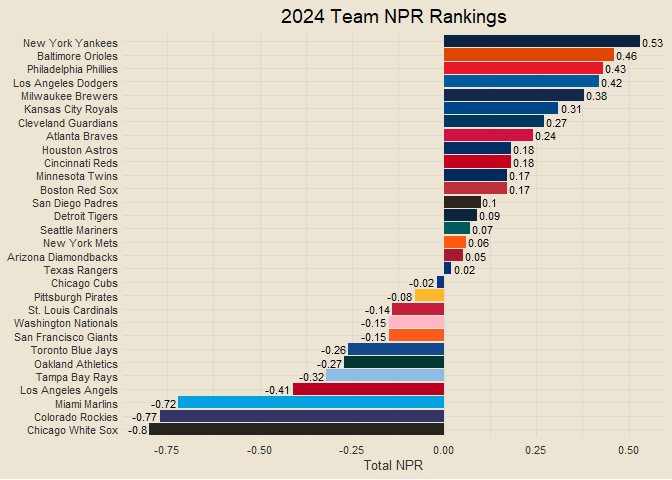 2024 Team NPR Rankings
New York Yankees 0.53
Baltimore Orioles 0.46
Philadelphia Phillies 0.43
Los Angeles Dodgers 0.42
Milwaukee Brewers 0.38
Kansas City Royals 0.31
Cleveland Guardians 0.27
Atlanta Braves 0.24
Houston Astros 0.18
Cincinnati Reds 0.18
Minnesota Twins 0.17
Boston Red Sox 0.17
San Diego Padres 0.1
Detroit Tigers 0.09
Seattle Mariners 0.07
New York Mets 0.06
Arizona Diamondbacks 0.05
Texas Rangers 0.02
Chicago Cubs -0.02
Pittsburgh Pirates -0.08
St. Louis Cardinals -0.14
Washington Nationals -0.15
San Francisco Giants -0.15
Toronto Blue Jays -0.26
Oakland Athletics -0.27
Tampa Bay Rays -0.32
Los Angeles Angels -0.41
Miami Marlins -0.72
Colorado Rockies -0.77
Chicago White Sox -0.8
-0.75 -0.50 -0.25 0.00 0.25 0.50
Total NPR